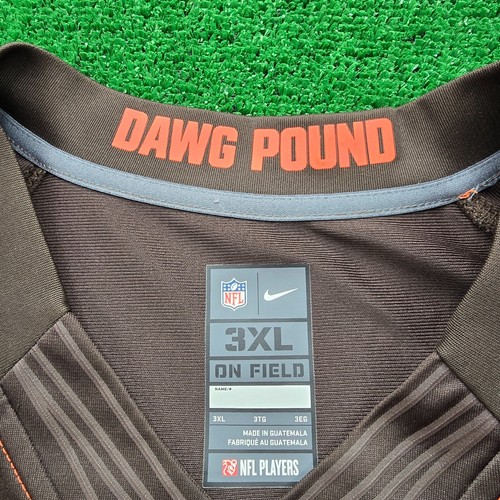 DAWG POUND
NFL
3XL
ON FIELD
NAME/#
3XL 3TG 3EG
MADE IN GUATEMALA
FABRIQUÉ AU GUATEMALA
NFL PLAYERS